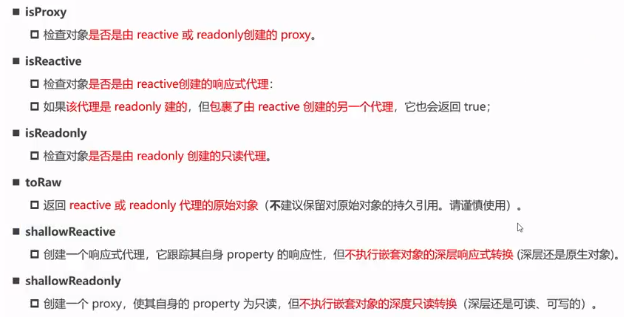 isProxy
检查对象是否是由 reactive 或 readonly创建的 proxy。
isReactive
检查对象是否是由 reactive创建的响应式代理：
如果该代理是 readonly 建的，但包裹了由 reactive 创建的另一个代理，它也会返回 true；
isReadonly
检查对象是否是由 readonly 创建的只读代理。
toRaw
返回 reactive 或 readonly 代理的原始对象（不建议保留对原始对象的持久引用。请谨慎使用）。
shallowReactive
创建一个响应式代理，它跟踪其自身 property 的响应性，但不执行嵌套对象的深层响应式转换 (深层还是原生对象)。
shallowReadonly
创建一个 proxy，使其自身的 property 为只读，但不执行嵌套对象的深度只读转换（深层还是可读、可写的）。